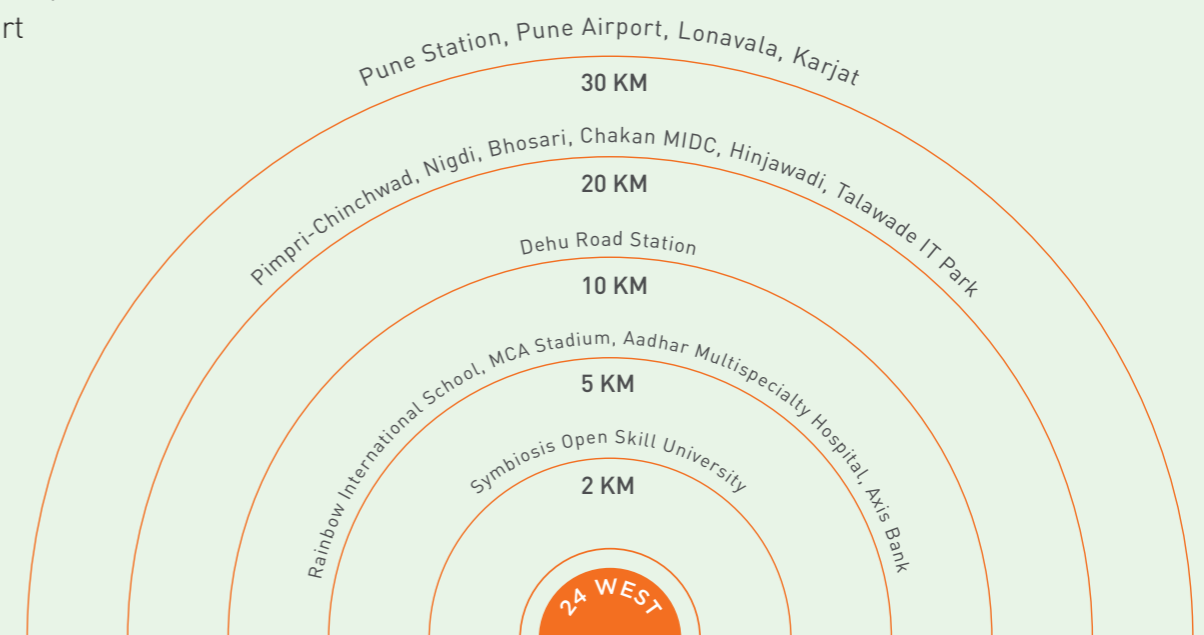 rt
Pune Station, Pune Airport, Lonavala, Karjat
30 KM
Pimpri-Chinchwad, Nigdi, Bhosari, Chakan MIDC, Hinjawadi, Talawade IT Park
20 KM
Dehu Road Station
10 KM
Rainbow International School, MCA Stadium, Aadhar Multispecialty Hospital, Axis Bank
5 KM
Symbiosis Open Skill University
2 KM
24 WEST